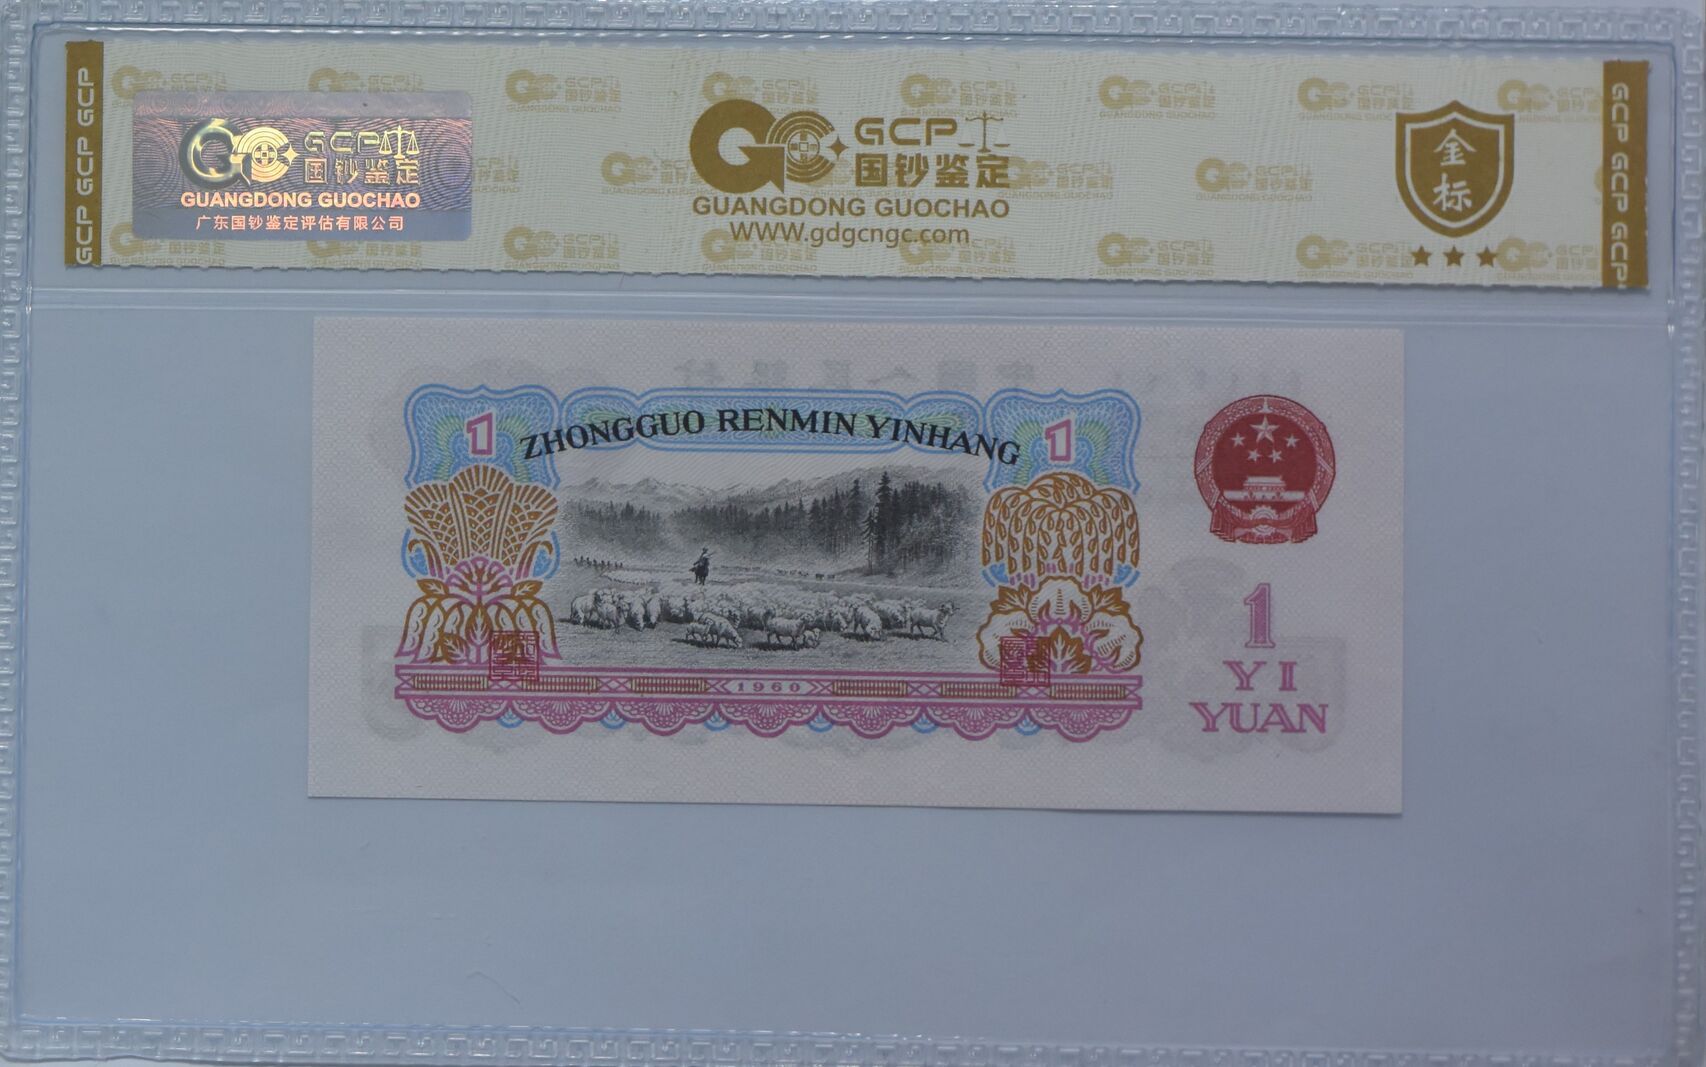 GCP GCP GCP
GCP
国钞鉴定
GUANGDONG GUOCHAO
广东国钞鉴定评估有限公司
GCP
国钞鉴定
GUANGDONG GUOCHAO
WWW.gdgcngc.com
金标
GCP GCP GCP GCP
ZHONGGUO RENMIN YINHANG
1
1
1960
1
YI
YUAN